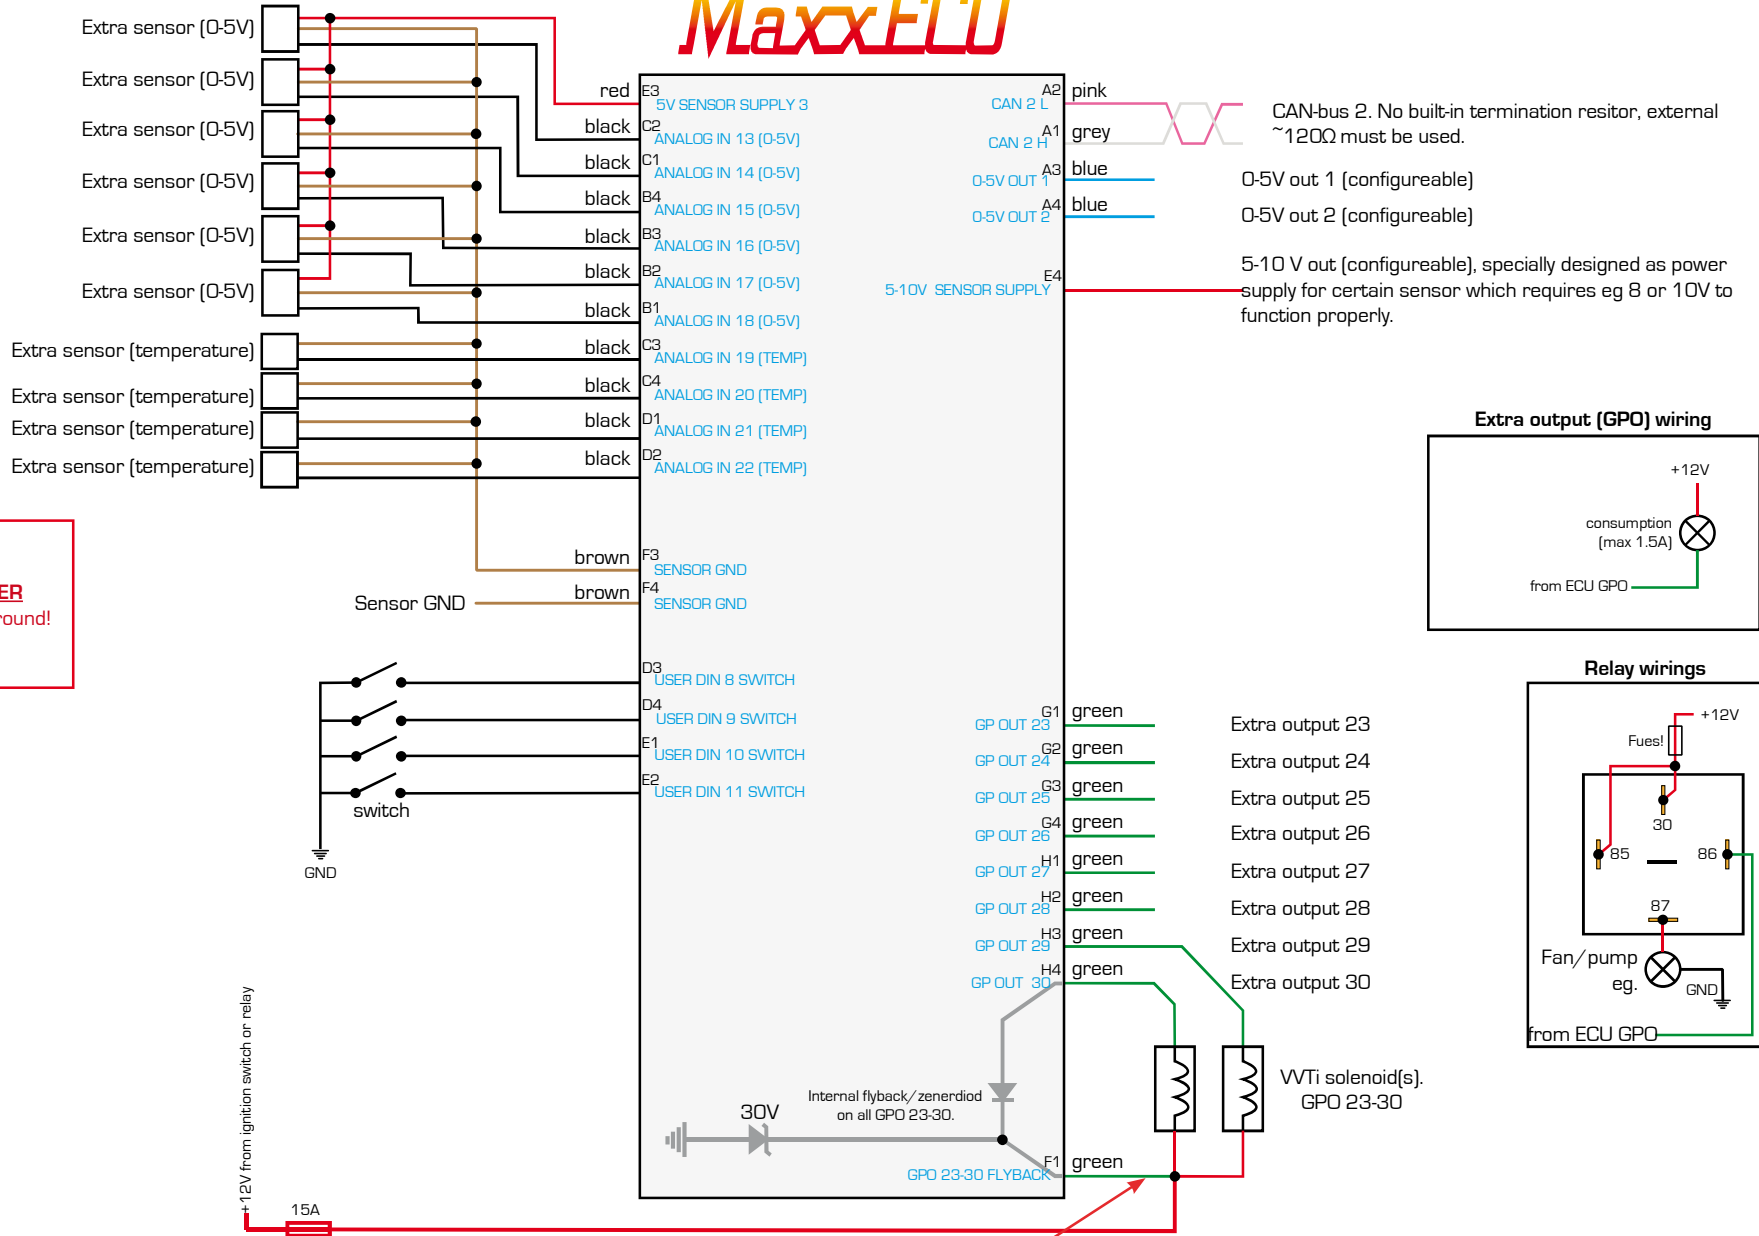 MaxxECU
Extra sensor (0-5V)
Extra sensor (0-5V)
Extra sensor (0-5V)
Extra sensor (0-5V)
Extra sensor (0-5V)
Extra sensor (0-5V)
Extra sensor (temperature)
Extra sensor (temperature)
Extra sensor (temperature)
Extra sensor (temperature)
red E3
5V SENSOR SUPPLY 3
black C2
ANALOG IN 13 (0-5V)
black C1
ANALOG IN 14 (0-5V)
black B4
ANALOG IN 15 (0-5V)
black B3
ANALOG IN 16 (0-5V)
black B2
ANALOG IN 17 (0-5V)
black B1
ANALOG IN 18 (0-5V)
black C3
ANALOG IN 19 (TEMP)
black C4
ANALOG IN 20 (TEMP)
black D1
ANALOG IN 21 (TEMP)
black D2
ANALOG IN 22 (TEMP)
brown F3
SENSOR GND
Sensor GND
brown F4
SENSOR GND
ER
round!
D3
USER DIN 8 SWITCH
D4
USER DIN 9 SWITCH
E1
USER DIN 10 SWITCH
E2
USER DIN 11 SWITCH
switch
GND
A2 pink
CAN 2 L
A1 grey
CAN 2 H
CAN-bus 2. No built-in termination resitor, external
~120Ω must be used.
A3 blue
0-5V OUT 1
0-5V out 1 (configureable)
A4 blue
0-5V OUT 2
0-5V out 2 (configureable)
E4
5-10V SENSOR SUPPLY
5-10 V out (configureable), specially designed as power
supply for certain sensor which requires eg 8 or 10V to
function properly.
Extra output (GPO) wiring
+12V
consumption
(max 1.5A)
from ECU GPO
Relay wirings
+12V
Fues!
30
85
86
87
Fan/pump
eg.
GND
from ECU GPO
G1 green
GP OUT 23
Extra output 23
G2 green
GP OUT 24
Extra output 24
G3 green
GP OUT 25
Extra output 25
G4 green
GP OUT 26
Extra output 26
H1 green
GP OUT 27
Extra output 27
H2 green
GP OUT 28
Extra output 28
H3 green
GP OUT 29
Extra output 29
H4 green
GP OUT 30
Extra output 30
VVTi solenoid(s).
GPO 23-30
Internal flyback/zenerdiod
on all GPO 23-30.
30V
F1 green
GPO 23-30 FLYBACK
+12V from ignition switch or relay
15A